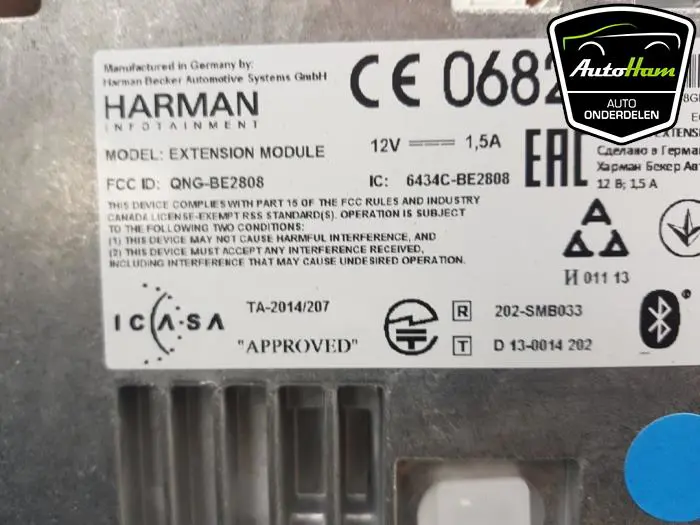 Manufactured in Germany by:
Harman Becker Automotive Systems GmbH
HARMAN
INFOTAINMENT
MODEL: EXTENSION MODULE
FCC ID: QNG-BE2808
CE 0682
12V 1,5A
IC: 6434C-BE2808
EAC
THIS DEVICE COMPLIES WITH PART 15 OF THE FCC RULES AND INDUSTRY
CANADA LICENSE-EXEMPT RSS STANDARD(S). OPERATION IS SUBJECT
TO THE FOLLOWING TWO CONDITIONS:
(1) THIS DEVICE MAY NOT CAUSE HARMFUL INTERFERENCE, AND
(2) THIS DEVICE MUST ACCEPT ANY INTERFERENCE RECEIVED,
INCLUDING INTERFERENCE THAT MAY CAUSE UNDESIRED OPERATION.
Сделано в
Харман Бекер
12 В; 1,5 А
И 011 13
ICASA
TA-2014/207
"APPROVED"
R 202-SMB033
T D 13-0014 202
AutoHam
AUTO
ONDERDELEN